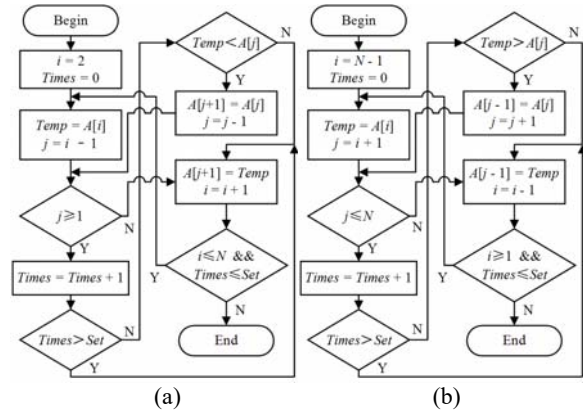 Begin
i = 2
Times = 0
Temp = A[i]
j = i - 1
j ≥ 1
Y
N
Times = Times + 1
Times > Set
N
Y
Temp < A[j]
N
Y
A[j+1] = A[j]
j = j - 1
A[j+1] = Temp
i = i + 1
i ≤ N &&
Times ≤ Set
Y
N
End
(a)
Begin
i = N - 1
Times = 0
Temp = A[i]
j = i + 1
j ≤ N
Y
N
Times = Times + 1
Times > Set
N
Y
Temp > A[j]
N
Y
A[j - 1] = A[j]
j = j + 1
A[j - 1] = Temp
i = i - 1
i ≥ 1 &&
Times ≤ Set
Y
N
End
(b)